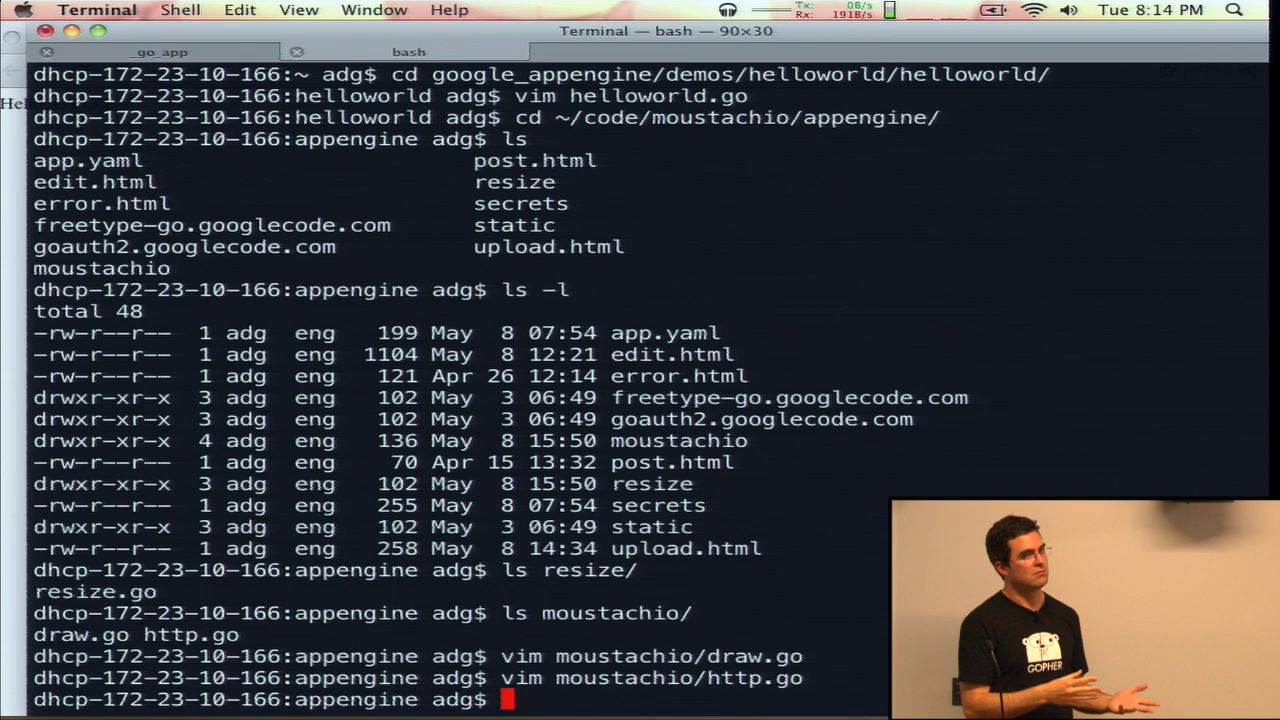 Terminal Shell Edit View Window Help Tx: 0B/s Rx: 191B/s Tue 8:14 PM
Terminal — bash — 90×30
_go_app bash
Hel
dhcp-172-23-10-166:~ adg$ cd google_appengine/demos/helloworld/helloworld/
dhcp-172-23-10-166:helloworld adg$ vim helloworld.go
dhcp-172-23-10-166:helloworld adg$ cd ~/code/moustachio/appengine/
dhcp-172-23-10-166:appengine adg$ ls
app.yaml post.html
edit.html resize
error.html secrets
freetype-go.googlecode.com static
goauth2.googlecode.com upload.html
moustachio
dhcp-172-23-10-166:appengine adg$ ls -l
total 48
-rw-r--r-- 1 adg eng 199 May 8 07:54 app.yaml
-rw-r--r-- 1 adg eng 1104 May 8 12:21 edit.html
-rw-r--r-- 1 adg eng 121 Apr 26 12:14 error.html
drwxr-xr-x 3 adg eng 102 May 3 06:49 freetype-go.googlecode.com
drwxr-xr-x 3 adg eng 102 May 3 06:49 goauth2.googlecode.com
drwxr-xr-x 4 adg eng 136 May 8 15:50 moustachio
-rw-r--r-- 1 adg eng 70 Apr 15 13:32 post.html
drwxr-xr-x 3 adg eng 102 May 8 15:50 resize
-rw-r--r-- 1 adg eng 255 May 8 07:54 secrets
drwxr-xr-x 3 adg eng 102 May 3 06:49 static
-rw-r--r-- 1 adg eng 258 May 8 14:34 upload.html
dhcp-172-23-10-166:appengine adg$ ls resize/
resize.go
dhcp-172-23-10-166:appengine adg$ ls moustachio/
draw.go http.go
dhcp-172-23-10-166:appengine adg$ vim moustachio/draw.go
dhcp-172-23-10-166:appengine adg$ vim moustachio/http.go
dhcp-172-23-10-166:appengine adg$
GOPHER